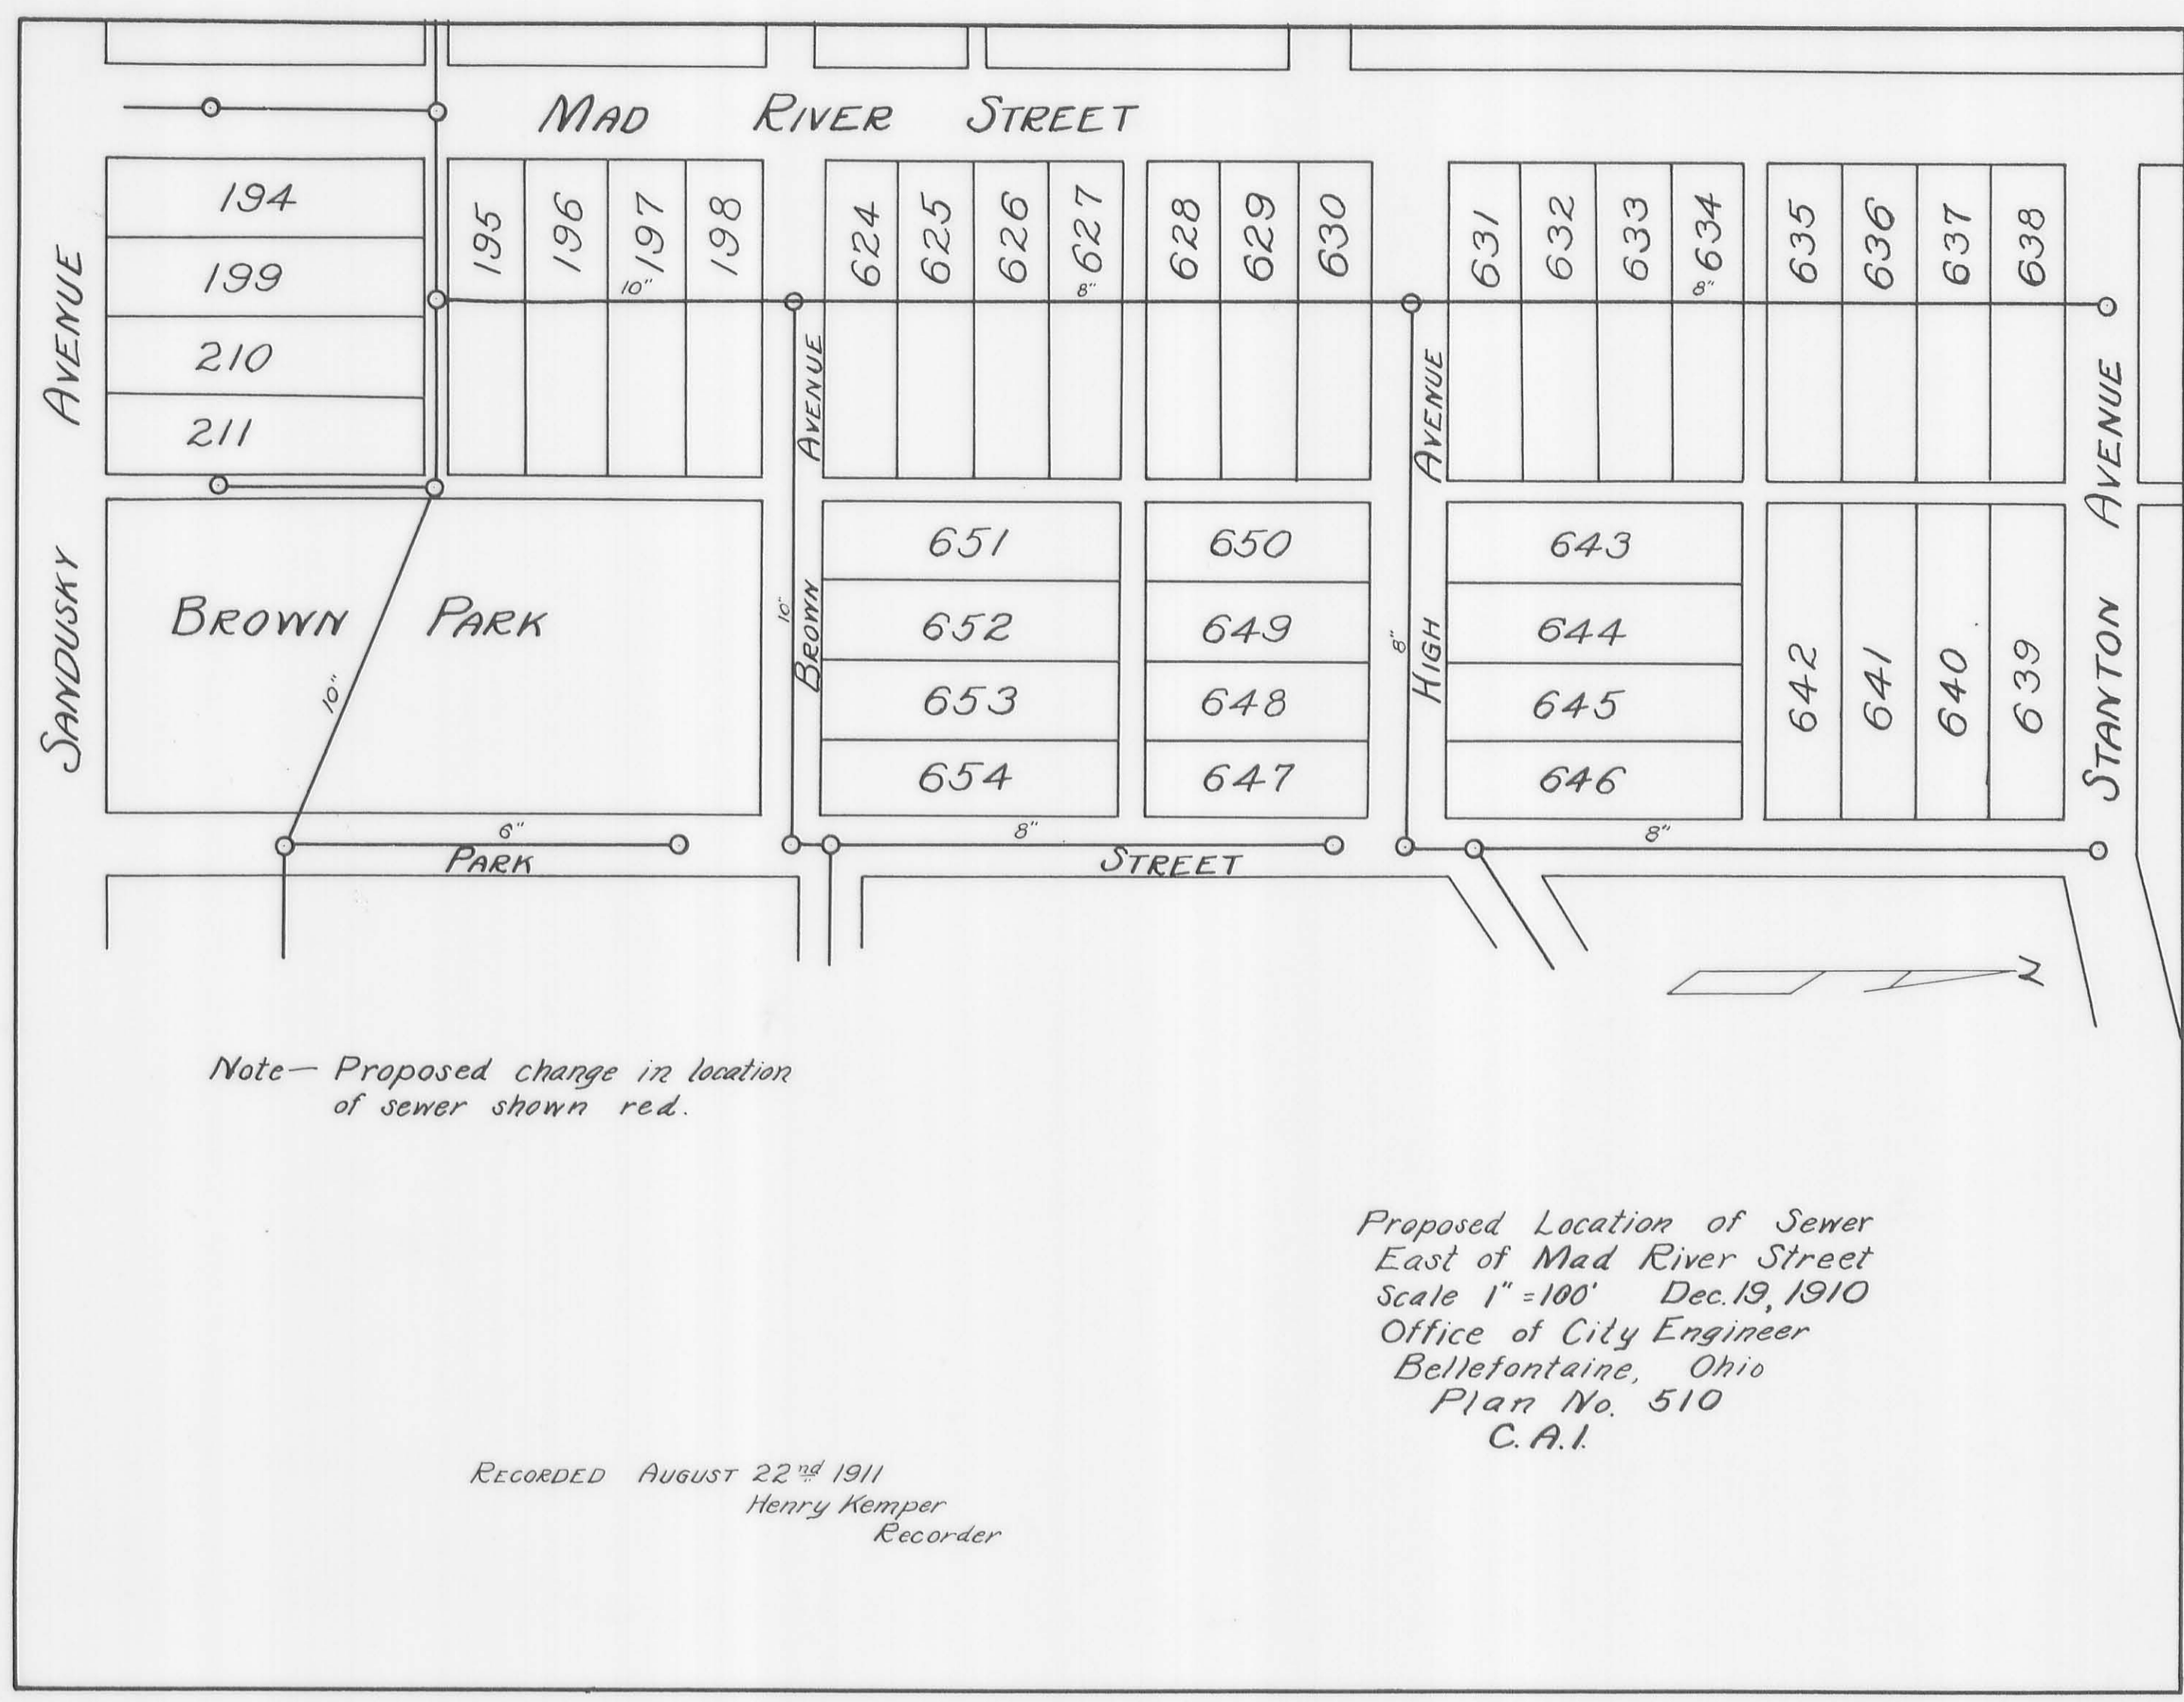 MAD RIVER STREET
194
199
210
211
195
196
10" 197
198
624
625
626
8" 627
628
629
630
631
632
633
8" 634
635
636
637
638
SANDUSKY AVENUE
BROWN AVENUE
10"
HIGH AVENUE
8"
STANTON AVENUE
BROWN PARK
10"
651
652
653
654
650
649
648
647
643
644
645
646
642
641
640
639
6"
8"
8"
PARK STREET
Note— Proposed change in location
of sewer shown red.
Proposed Location of Sewer
East of Mad River Street
Scale 1" = 100' Dec. 19, 1910
Office of City Engineer
Bellefontaine, Ohio
Plan No. 510
C. A. I.
RECORDED AUGUST 22nd 1911
Henry Kemper
Recorder